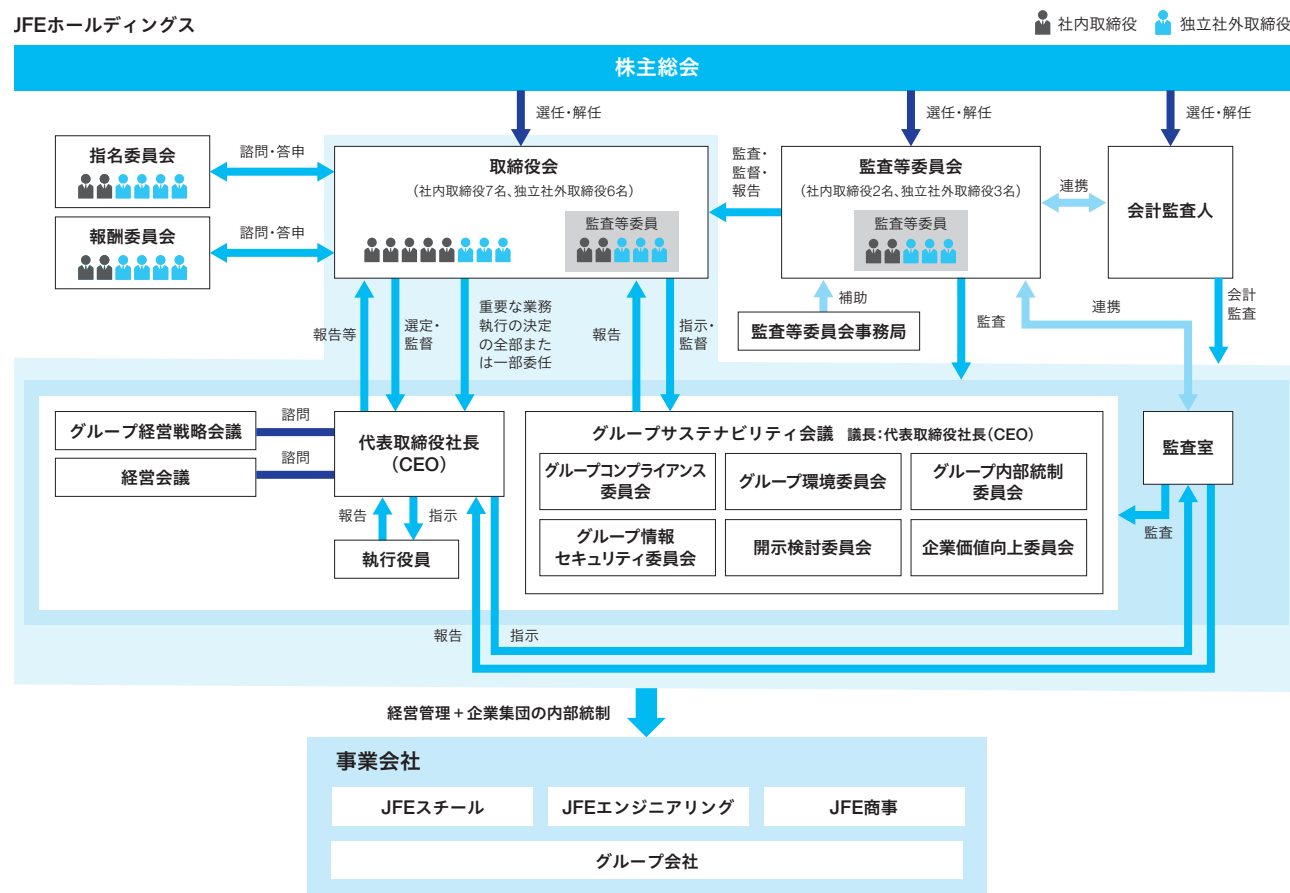 JFEホールディングス
社内取締役
独立社外取締役
株主総会
選任・解任
選任・解任
選任・解任
指名委員会
諮問・答申
報酬委員会
諮問・答申
取締役会
（社内取締役7名、独立社外取締役6名）
監査等委員
監査・
監督・
報告
監査等委員会
（社内取締役2名、独立社外取締役3名）
監査等委員
連携
会計監査人
報告等
選定・
監督
重要な業務
執行の決定
の全部また
は一部委任
報告
指示・
監督
補助
監査等委員会事務局
監査
連携
会計
監査
グループ経営戦略会議
諮問
経営会議
諮問
代表取締役社長
（CEO）
報告
指示
執行役員
グループサステナビリティ会議 議長：代表取締役社長（CEO）
グループコンプライアンス
委員会
グループ環境委員会
グループ内部統制
委員会
グループ情報
セキュリティ委員会
開示検討委員会
企業価値向上委員会
監査室
監査
報告
指示
経営管理＋企業集団の内部統制
事業会社
JFEスチール
JFEエンジニアリング
JFE商事
グループ会社